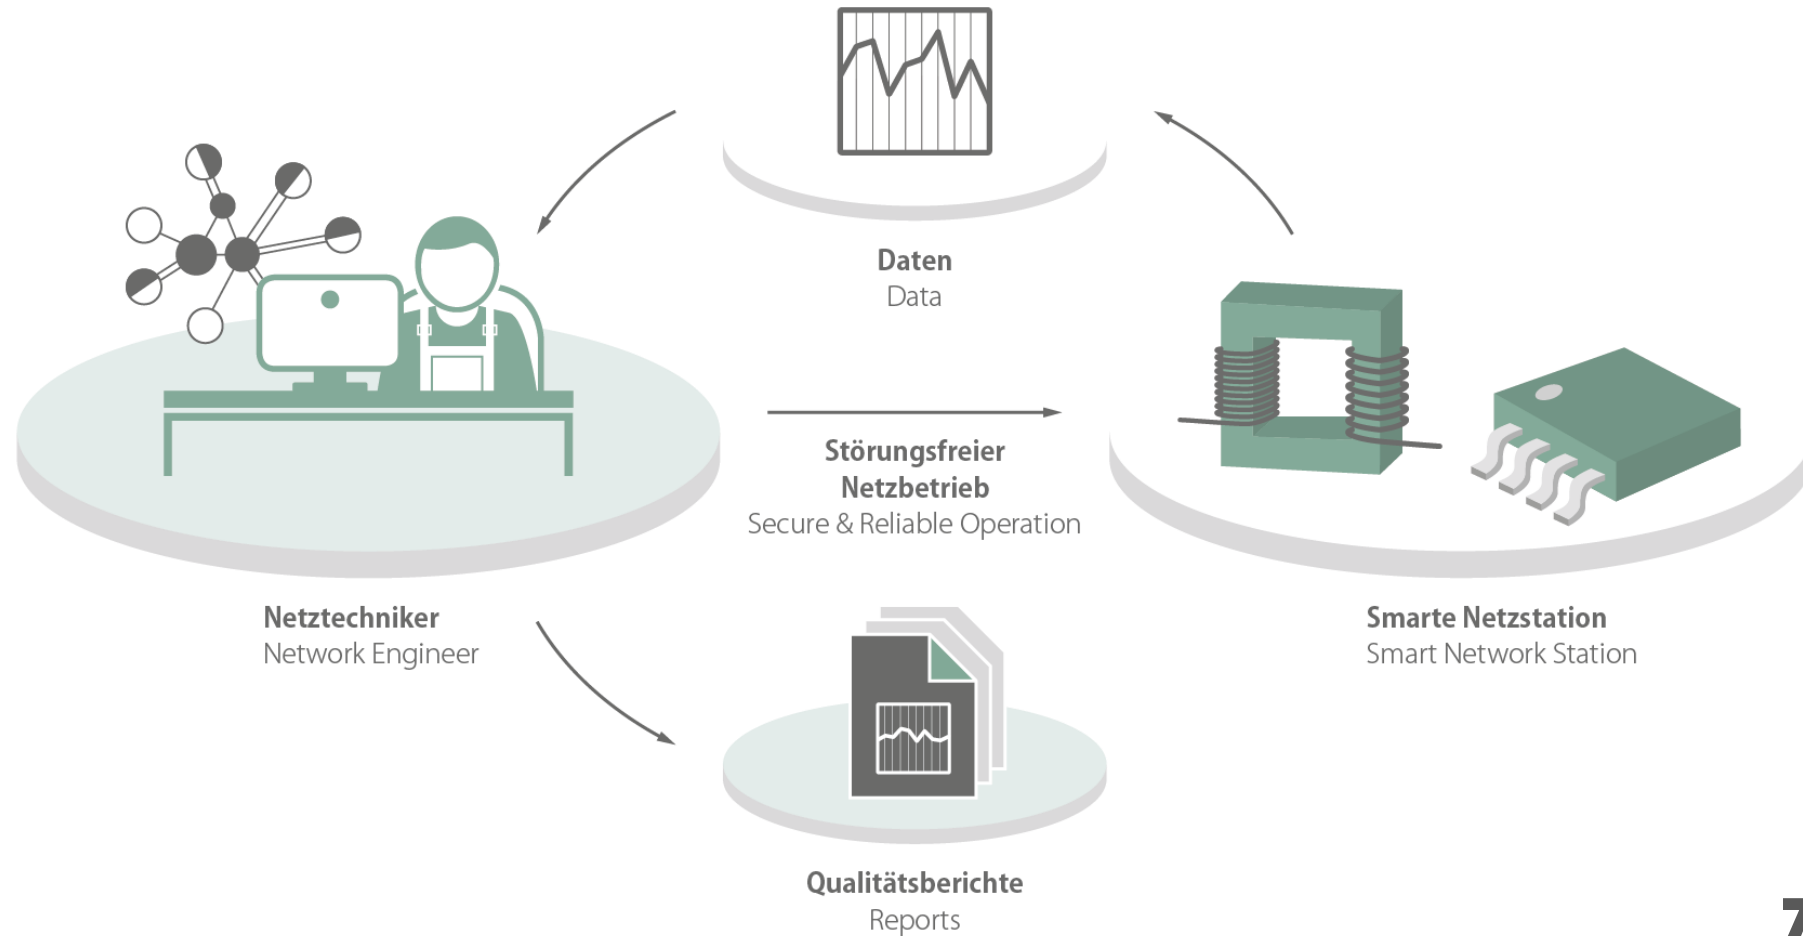 Daten
Data
Störungsfreier
Netzbetrieb
Secure & Reliable Operation
Netztechniker
Network Engineer
Smarte Netzstation
Smart Network Station
Qualitätsberichte
Reports
7